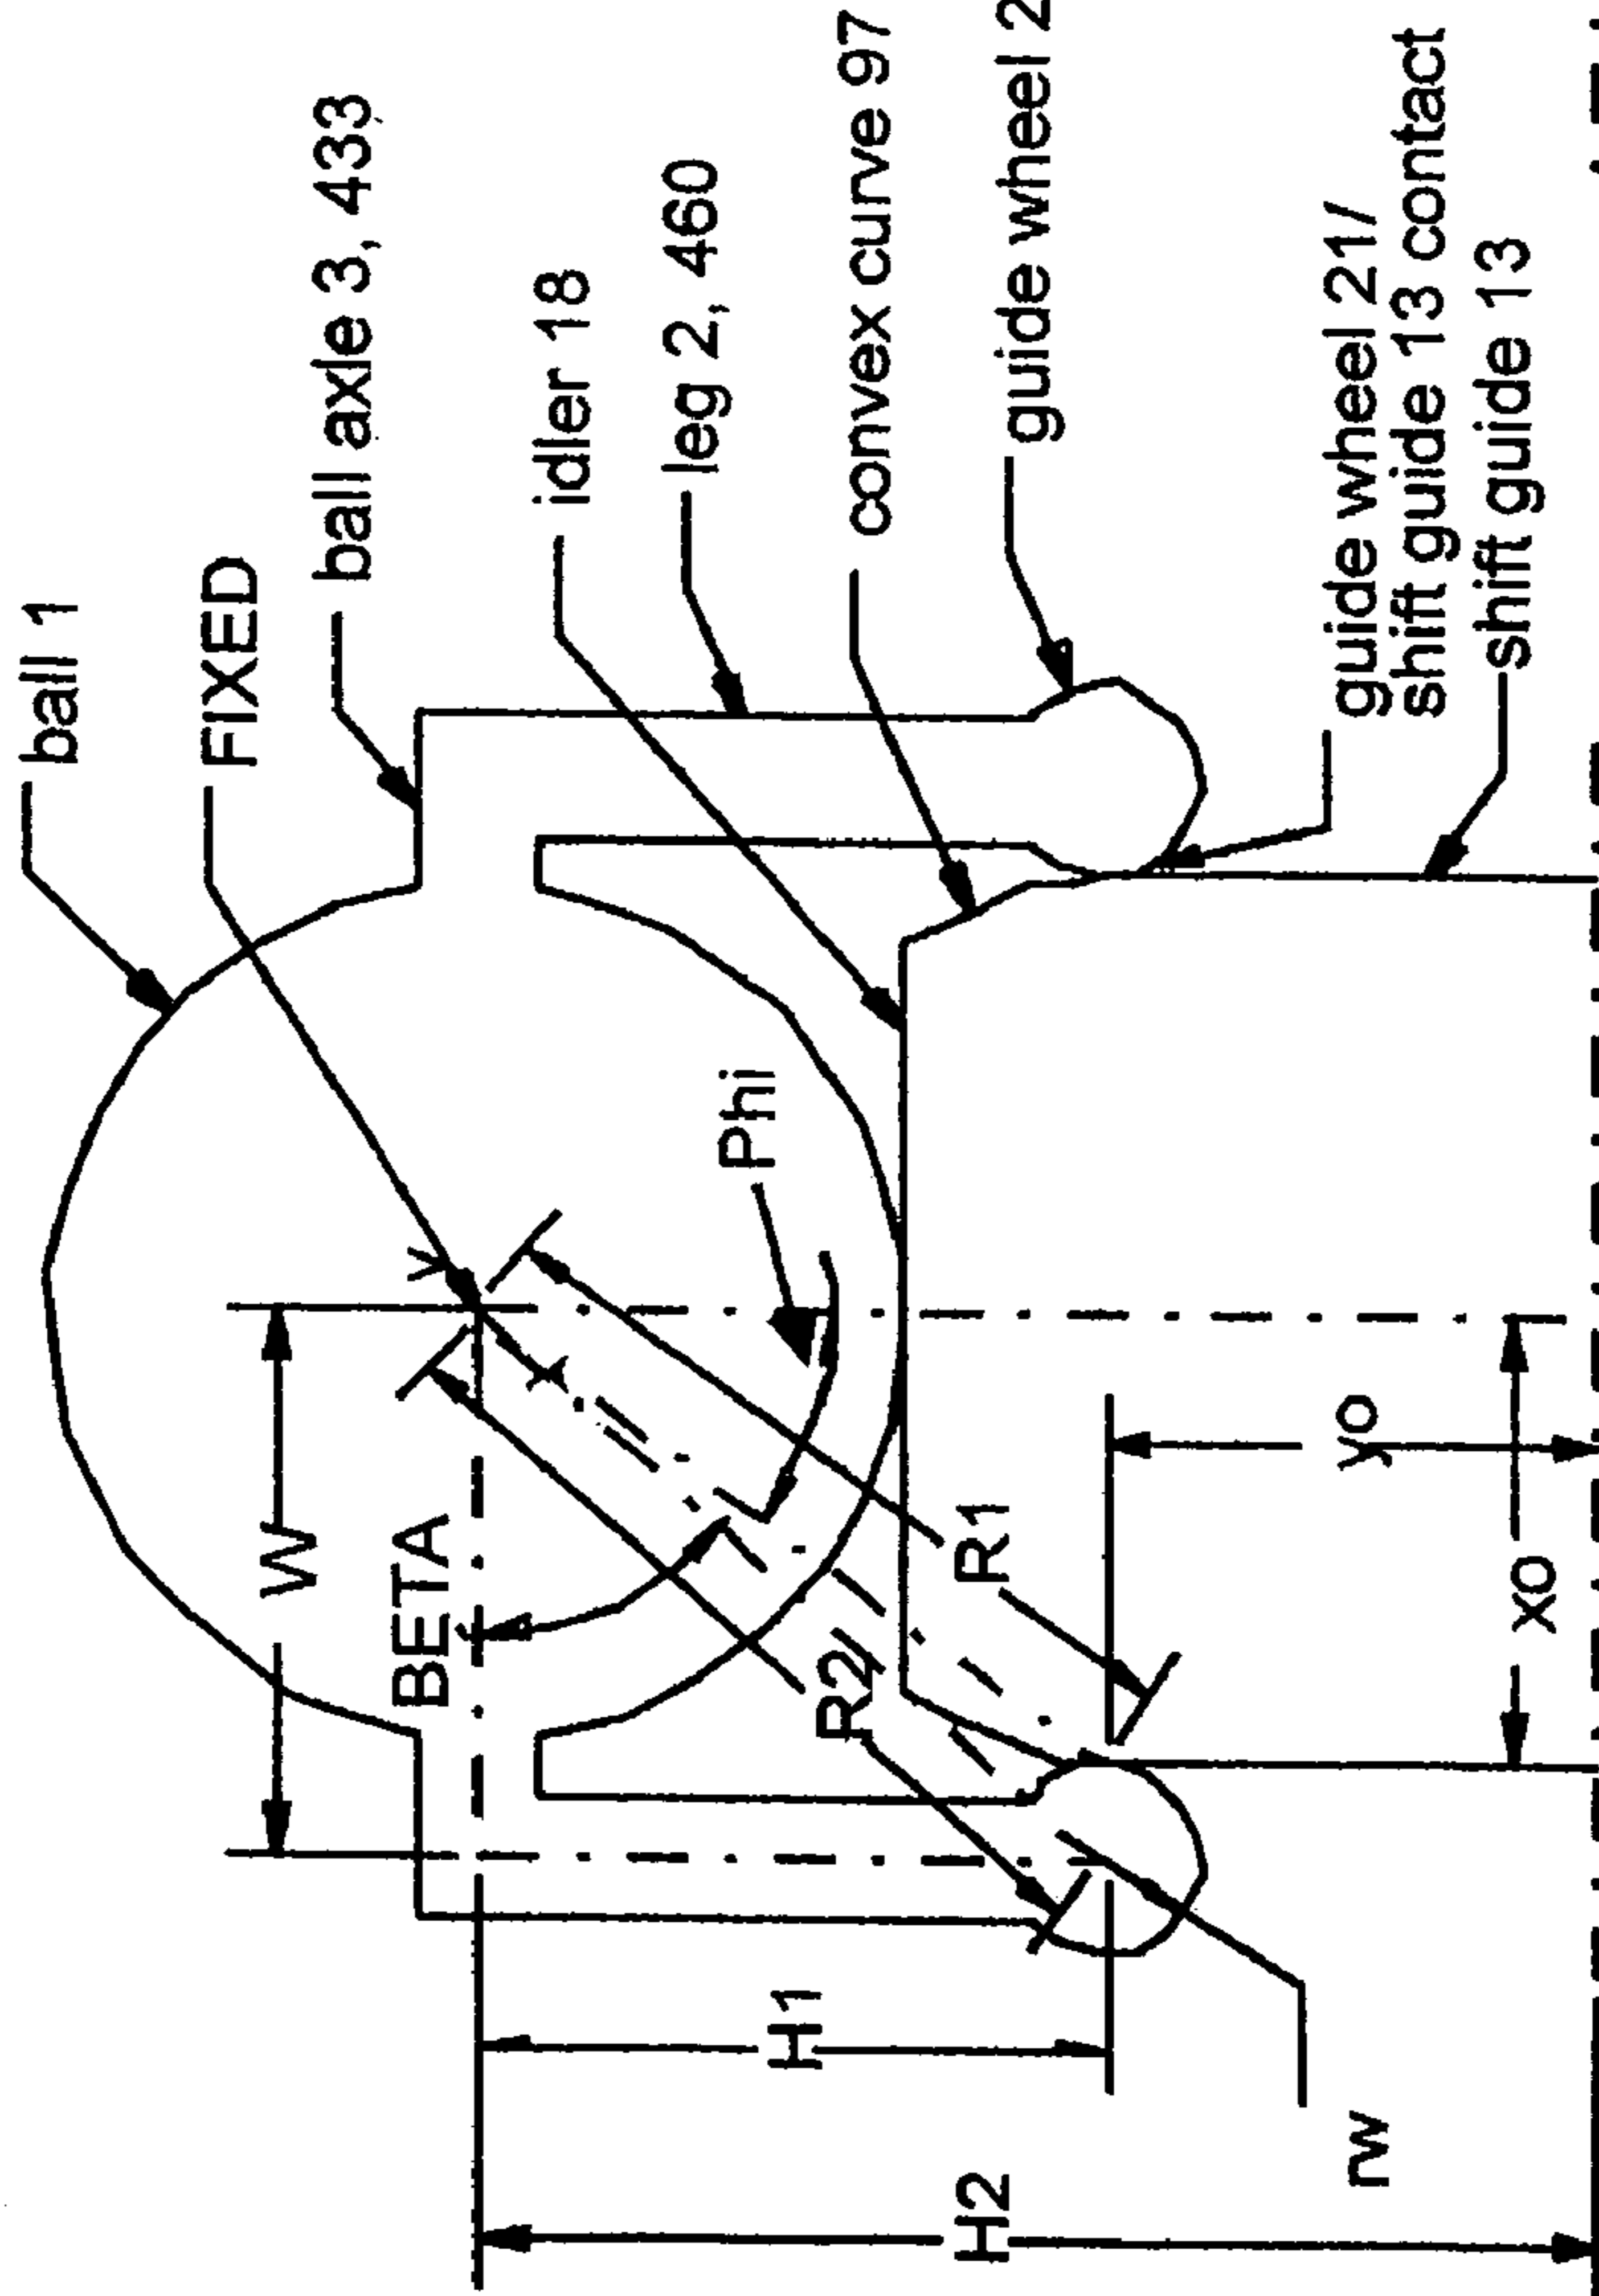 ball 1
FIXED
ball axle 3, 433
idler 18
leg 2, 460
convex curve 97
guide wheel 2
guide wheel 21/
shift guide 13 contact
shift guide 13
y
x
W
BETA
Phi
R1
R2
yo
xo
H1
H2
rw